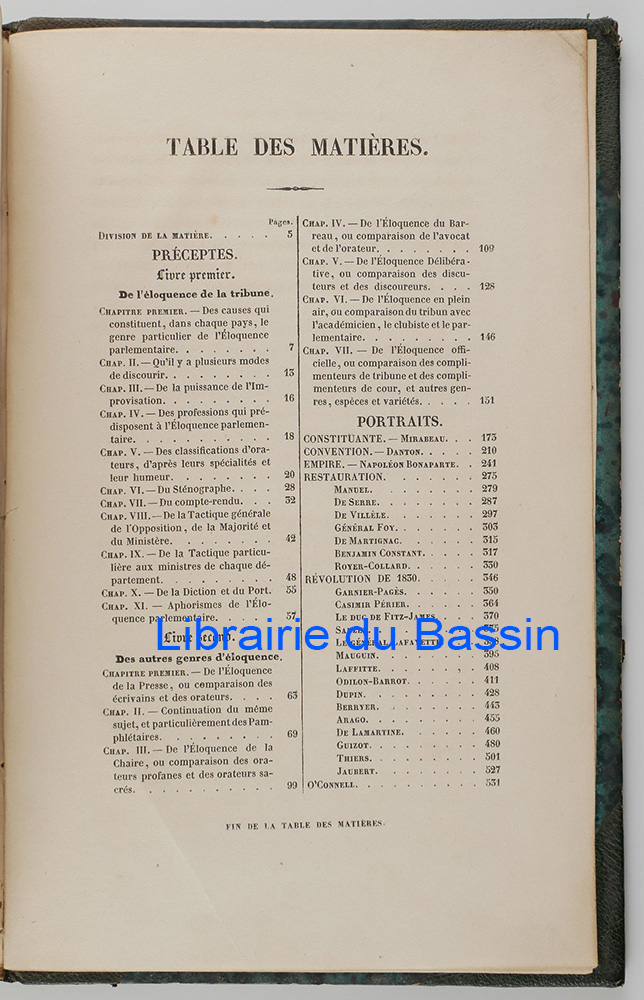 TABLE DES MATIÈRES.
Pages.
DIVISION DE LA MATIÈRE. . . . . 5
PRÉCEPTES.
Livre premier.
De l'éloquence de la tribune.
CHAPITRE PREMIER. — Des causes qui
constituent, dans chaque pays, le
genre particulier de l'Éloquence
parlementaire. . . . . . . . 7
CHAP. II. — Qu'il y a plusieurs modes
de discourir. . . . . . . . . 13
CHAP. III. — De la puissance de l'Im-
provisation. . . . . . . . . 16
CHAP. IV. — Des professions qui pré-
disposent à l'Éloquence parlemen-
taire. . . . . . . . . . . 18
CHAP. V. — Des classifications d'ora-
teurs, d'après leurs spécialités et
leur humeur. . . . . . . . . 20
CHAP. VI. — Du Sténographe. . . . 28
CHAP. VII. — Du compte-rendu. . . . 32
CHAP. VIII. — De la Tactique générale
de l'Opposition, de la Majorité et
du Ministère. . . . . . . . 42
CHAP. IX. — De la Tactique particu-
lière aux ministres de chaque dé-
partement. . . . . . . . . 48
CHAP. X. — De la Diction et du Port. 55
CHAP. XI. — Aphorismes de l'Élo-
quence parlementaire. . . . . . 57
Livre second.
Des autres genres d'éloquence.
CHAPITRE PREMIER. — De l'Éloquence
de la Presse, ou comparaison des
écrivains et des orateurs. . . . . 63
CHAP. II. — Continuation du même
sujet, et particulièrement des Pam-
phlétaires. . . . . . . . . 69
CHAP. III. — De l'Éloquence de la
Chaire, ou comparaison des ora-
teurs profanes et des orateurs sa-
crés. . . . . . . . . . . 99
CHAP. IV. — De l'Éloquence du Bar-
reau, ou comparaison de l'avocat
et de l'orateur. . . . . . . . 109
CHAP. V. — De l'Éloquence Délibéra-
tive, ou comparaison des discu-
teurs et des discoureurs. . . . . 128
CHAP. VI. — De l'Éloquence en plein
air, ou comparaison du tribun avec
l'académicien, le clubiste et le par-
lementaire. . . . . . . . . 146
CHAP. VII. — De l'Éloquence offi-
cielle, ou comparaison des compli-
menteurs de tribune et des compli-
menteurs de cour, et autres gen-
res, espèces et variétés. . . . . 151
PORTRAITS.
CONSTITUANTE. — MIRABEAU. . . 173
CONVENTION. — DANTON. . . . . 210
EMPIRE. — NAPOLÉON BONAPARTE. . 241
RESTAURATION. . . . . . . . 275
MANUEL. . . . . . . . 279
DE SERRE. . . . . . . 287
DE VILLÈLE. . . . . . 297
GÉNÉRAL FOY. . . . . . 303
DE MARTIGNAC. . . . . . 315
BENJAMIN CONSTANT. . . . . 317
ROYER-COLLARD. . . . . . 330
RÉVOLUTION DE 1830. . . . . 346
GARNIER-PAGÈS. . . . . . 350
CASIMIR PÉRIER. . . . . . 364
LE DUC DE FITZ-JAMES. . . . 370
LE GÉNÉRAL LAFAYETTE
MAUGUIN. . . . . . . . 395
LAFFITTE. . . . . . . . 408
ODILON-BARROT. . . . . . 411
DUPIN. . . . . . . . . 428
BERRYER. . . . . . . . 443
ARAGO. . . . . . . . . 455
DE LAMARTINE. . . . . . 460
GUIZOT. . . . . . . . . 480
THIERS. . . . . . . . . 501
JAUBERT. . . . . . . . 527
O'CONNELL. . . . . . . . . 531
FIN DE LA TABLE DES MATIÈRES.
Librairie du Bassin